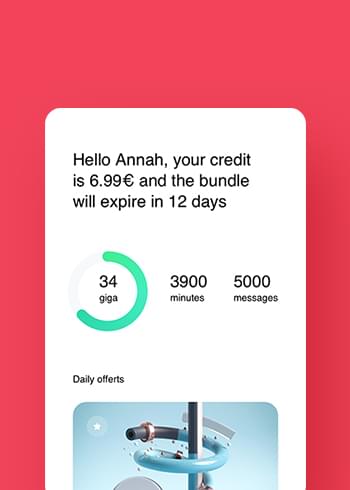 Hello Annah, your credit
is 6.99€ and the bundle
will expire in 12 days
34
giga
3900
minutes
5000
messages
Daily offerts